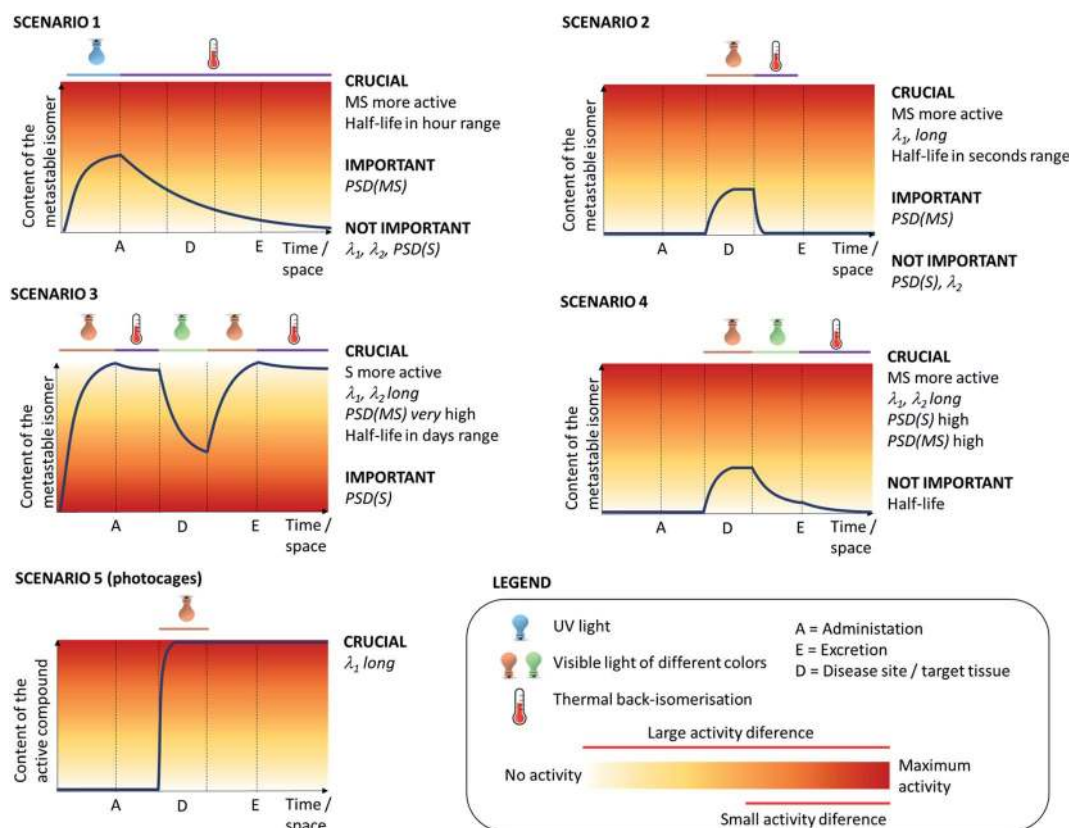 SCENARIO 1
Content of the
metastable isomer
A
D
E
Time /
space
CRUCIAL
MS more active
Half-life in hour range
IMPORTANT
PSD(MS)
NOT IMPORTANT
λ₁, λ₂, PSD(S)
SCENARIO 2
Content of the
metastable isomer
A
D
E
Time /
space
CRUCIAL
MS more active
λ₁, long
Half-life in seconds range
IMPORTANT
PSD(MS)
NOT IMPORTANT
PSD(S), λ₂
SCENARIO 3
Content of the
metastable isomer
A
D
E
Time /
space
CRUCIAL
S more active
λ₁, λ₂ long
PSD(MS) very high
Half-life in days range
IMPORTANT
PSD(S)
SCENARIO 4
Content of the
metastable isomer
A
D
E
Time /
space
CRUCIAL
MS more active
λ₁, λ₂ long
PSD(S) high
PSD(MS) high
NOT IMPORTANT
Half-life
SCENARIO 5 (photocages)
Content of the
active compound
A
D
E
Time /
space
CRUCIAL
λ₁ long
LEGEND
UV light
Visible light of different colors
Thermal back-isomerisation
A = Administation
E = Excretion
D = Disease site / target tissue
Large activity diference
No activity
Maximum
activity
Small activity diference